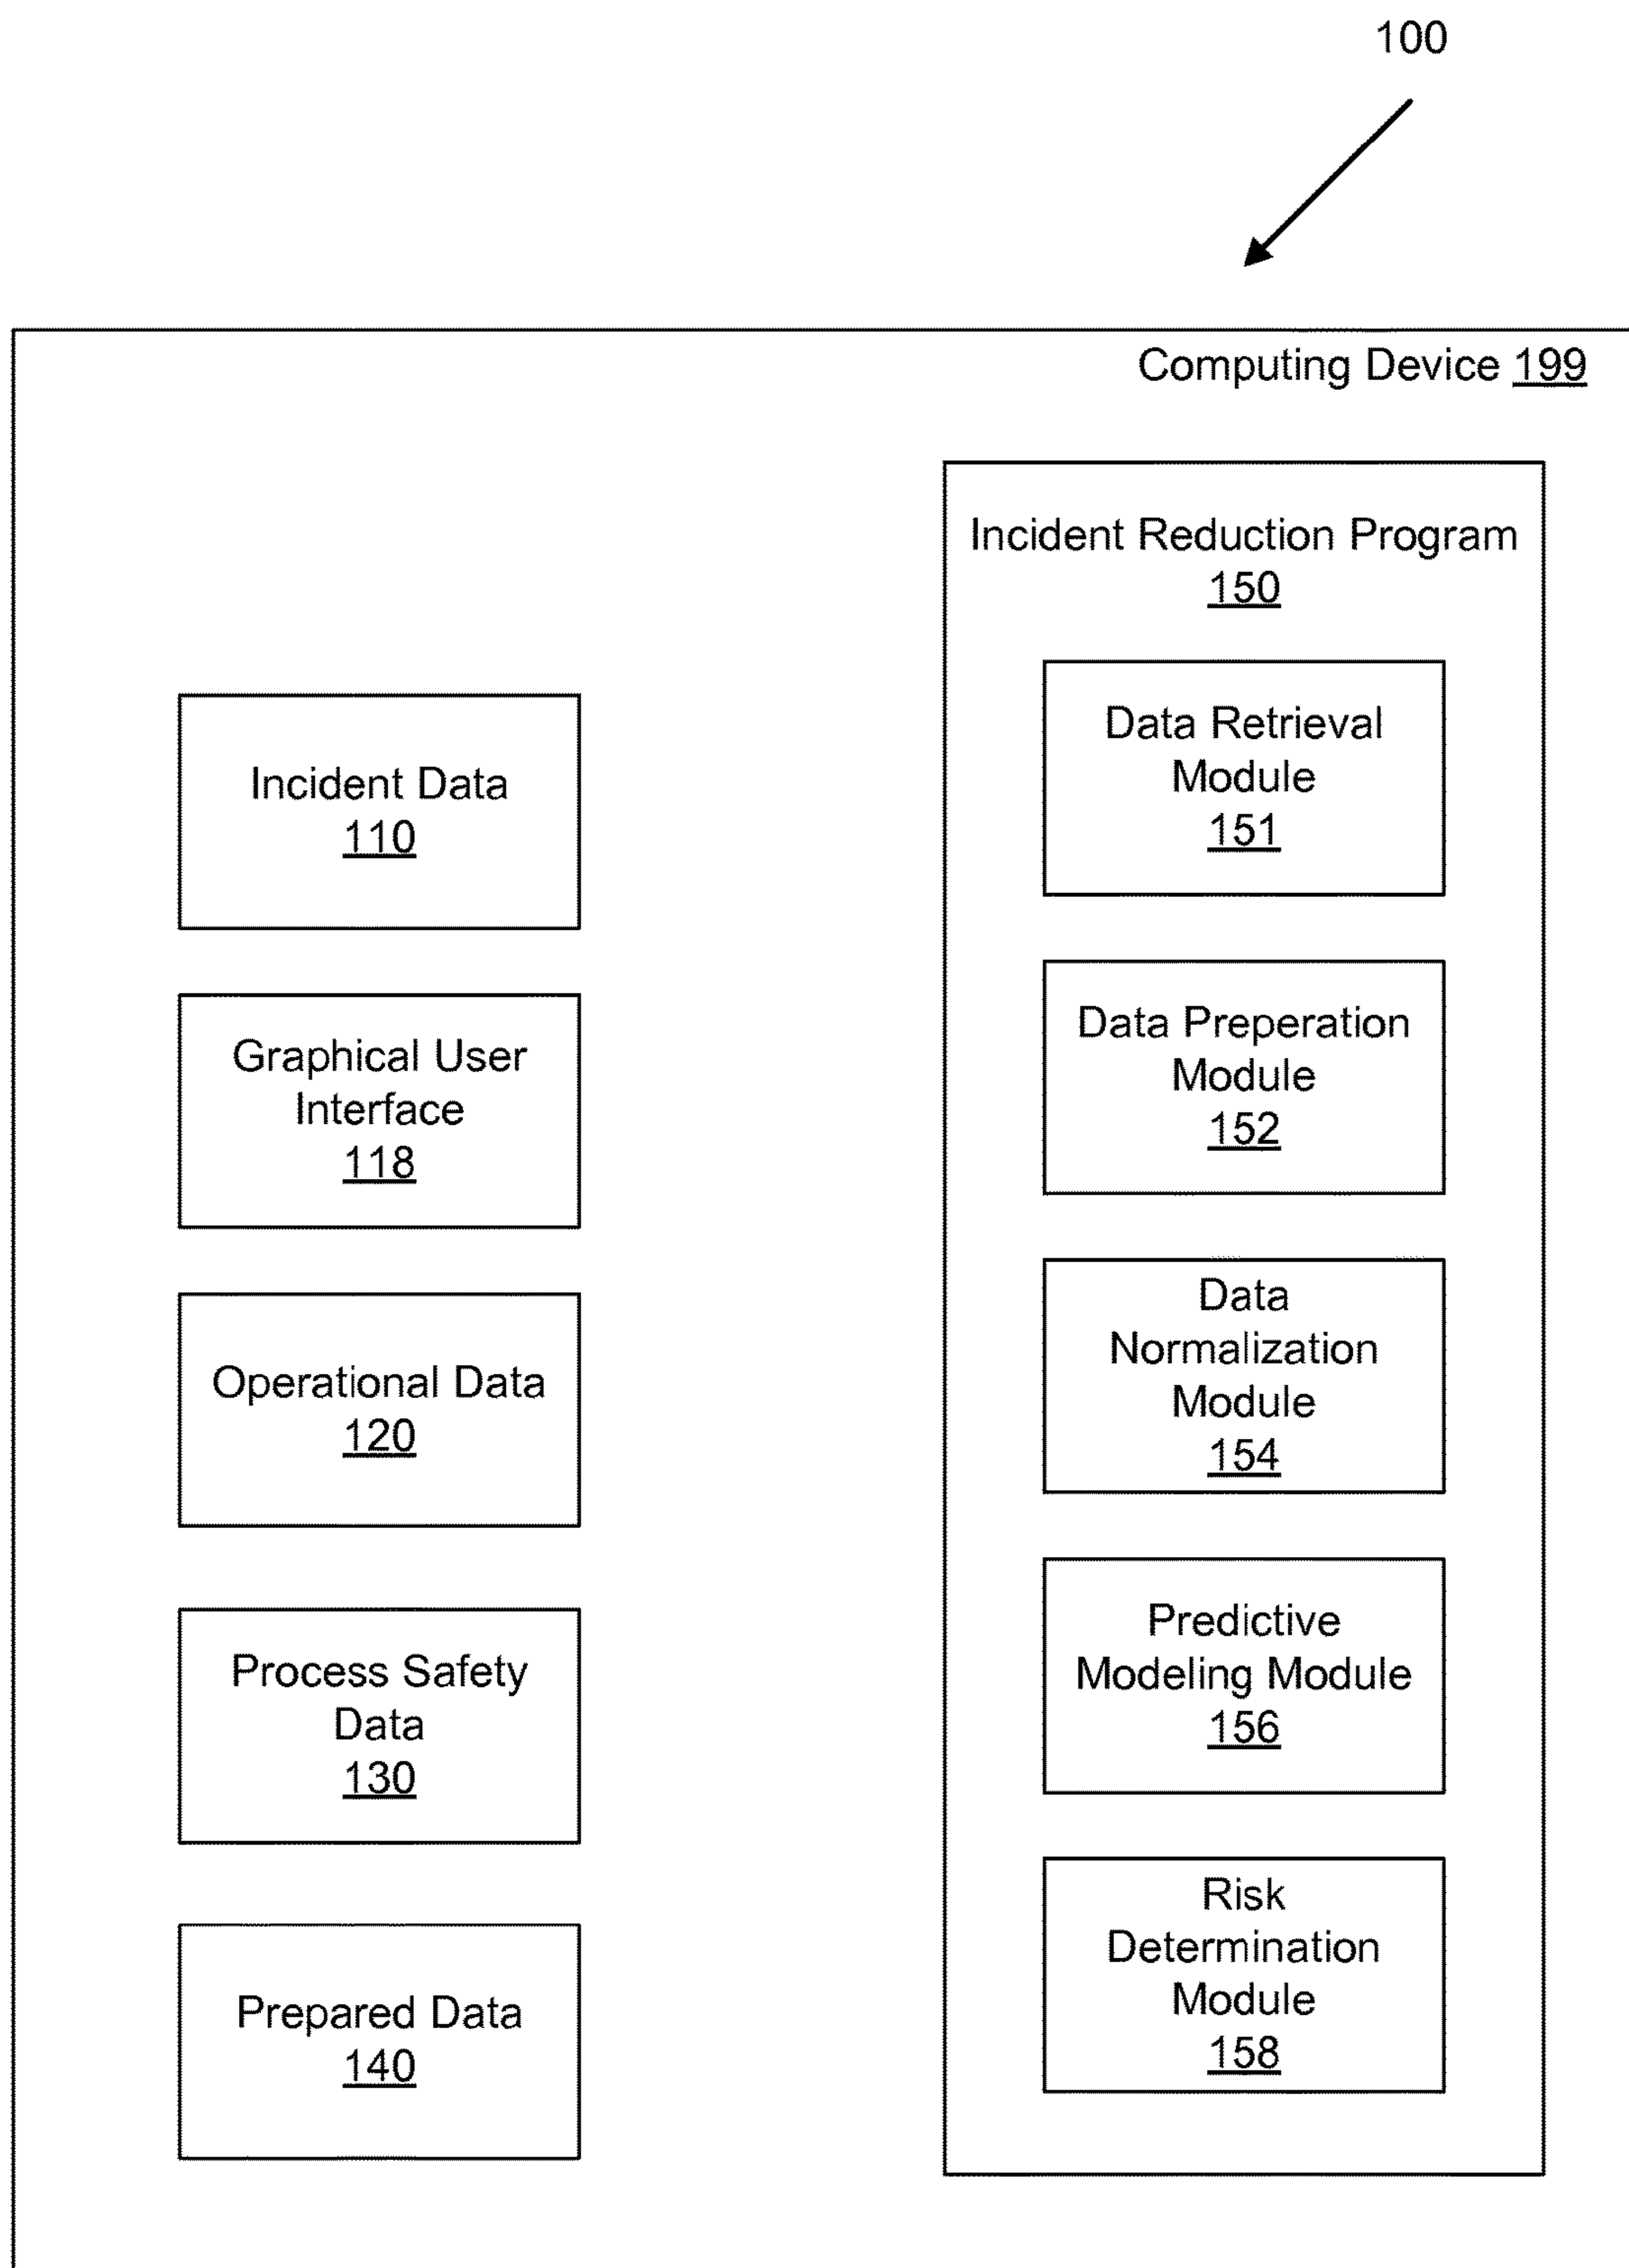 100
Computing Device 199
Incident Data
110
Graphical User
Interface
118
Operational Data
120
Process Safety
Data
130
Prepared Data
140
Incident Reduction Program
150
Data Retrieval
Module
151
Data Preperation
Module
152
Data
Normalization
Module
154
Predictive
Modeling Module
156
Risk
Determination
Module
158